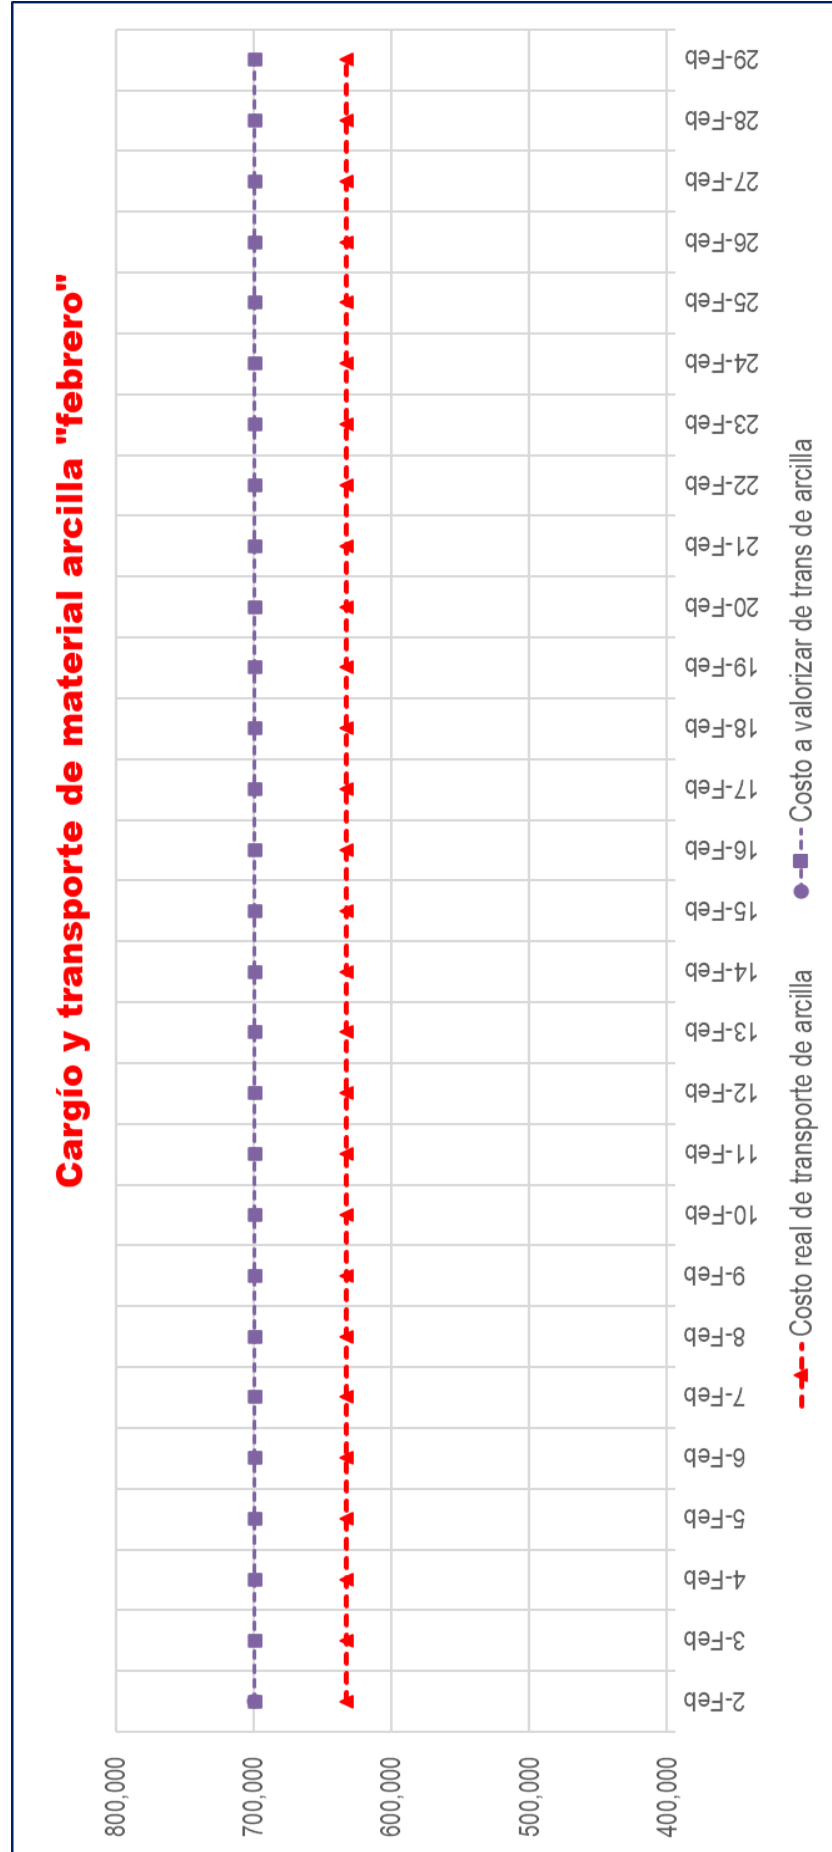 Cargío y transporte de material arcilla "febrero"
800,000
700,000
600,000
500,000
400,000
2-Feb
3-Feb
4-Feb
5-Feb
6-Feb
7-Feb
8-Feb
9-Feb
10-Feb
11-Feb
12-Feb
13-Feb
14-Feb
15-Feb
16-Feb
17-Feb
18-Feb
19-Feb
20-Feb
21-Feb
22-Feb
23-Feb
24-Feb
25-Feb
26-Feb
27-Feb
28-Feb
29-Feb
Costo real de transporte de arcilla
Costo a valorizar de trans de arcilla